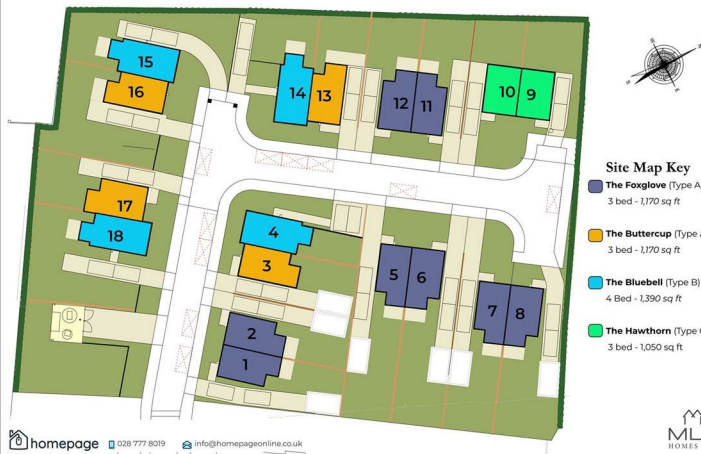 15
16
14
13
12
11
10
9
17
18
4
3
5
6
7
8
2
1
Site Map Key
The Foxglove (Type A
3 bed - 1,170 sq ft
The Buttercup (Type
3 bed - 1,170 sq ft
The Bluebell (Type B)
4 Bed - 1,390 sq ft
The Hawthorn (Type
3 bed - 1,050 sq ft
homepage 028 777 8019 info@homepageonline.co.uk
HOMES